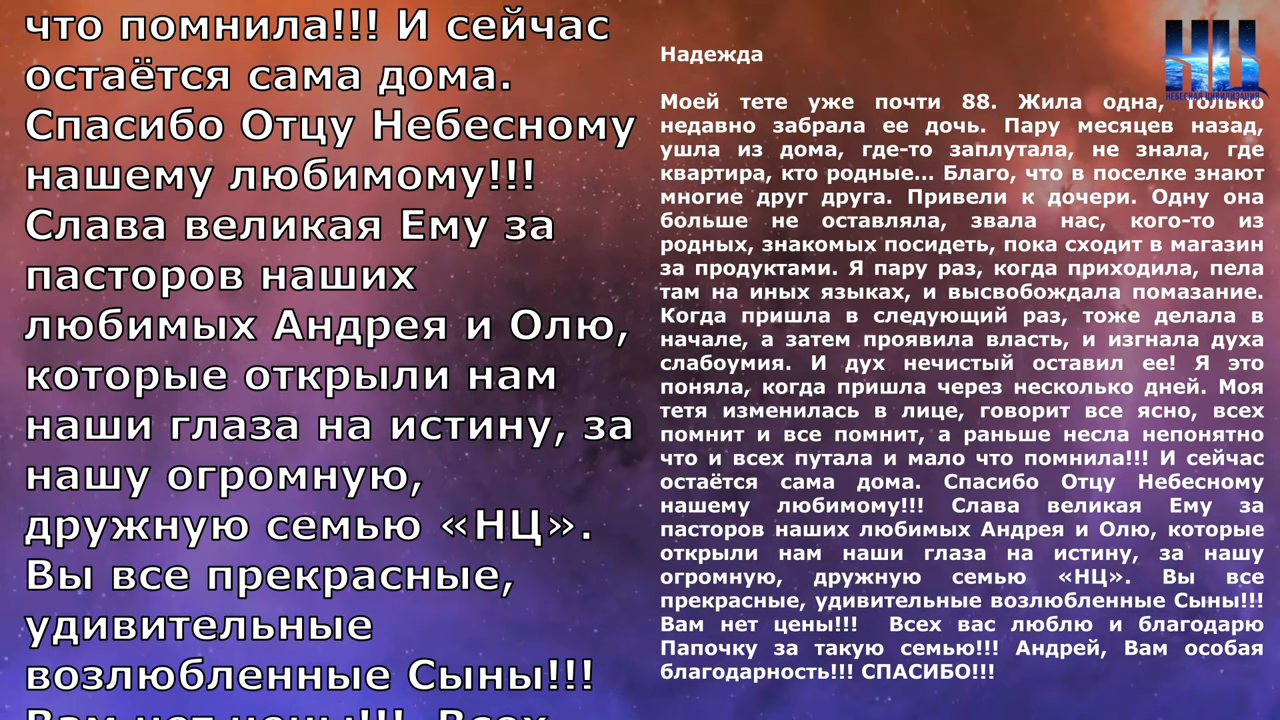 что помнила!!! И сейчас
остаётся сама дома.
Спасибо Отцу Небесному
нашему любимому!!!
Слава великая Ему за
пасторов наших
любимых Андрея и Олю,
которые открыли нам
наши глаза на истину, за
нашу огромную,
дружную семью «НЦ».
Вы все прекрасные,
удивительные
возлюбленные Сыны!!!
Вам нет цены!!! Всех
НЦ
НЕБЕСНАЯ ЦИВИЛИЗАЦИЯ
Надежда
Моей тете уже почти 88. Жила одна, только
недавно забрала ее дочь. Пару месяцев назад,
ушла из дома, где-то заплутала, не знала, где
квартира, кто родные... Благо, что в поселке знают
многие друг друга. Привели к дочери. Одну она
больше не оставляла, звала нас, кого-то из
родных, знакомых посидеть, пока сходит в магазин
за продуктами. Я пару раз, когда приходила, пела
там на иных языках, и высвобождала помазание.
Когда пришла в следующий раз, тоже делала в
начале, а затем проявила власть, и изгнала духа
слабоумия. И дух нечистый оставил ее! Я это
поняла, когда пришла через несколько дней. Моя
тетя изменилась в лице, говорит все ясно, всех
помнит и все помнит, а раньше несла непонятно
что и всех путала и мало что помнила!!! И сейчас
остаётся сама дома. Спасибо Отцу Небесному
нашему любимому!!! Слава великая Ему за
пасторов наших любимых Андрея и Олю, которые
открыли нам наши глаза на истину, за нашу
огромную, дружную семью «НЦ». Вы все
прекрасные, удивительные возлюбленные Сыны!!!
Вам нет цены!!! Всех вас люблю и благодарю
Папочку за такую семью!!! Андрей, Вам особая
благодарность!!! СПАСИБО!!!